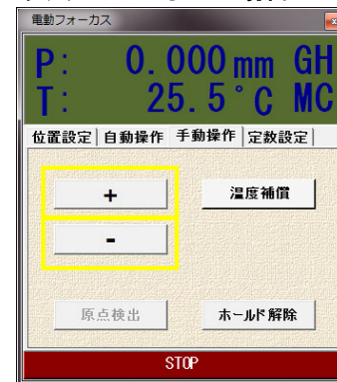 電動フォーカス
P: 0.000 mm GH
T: 25.5°C MC
位置設定 自動操作 手動操作 定数設定
+ 温度補償
-
原点検出 ホールド解除
STOP